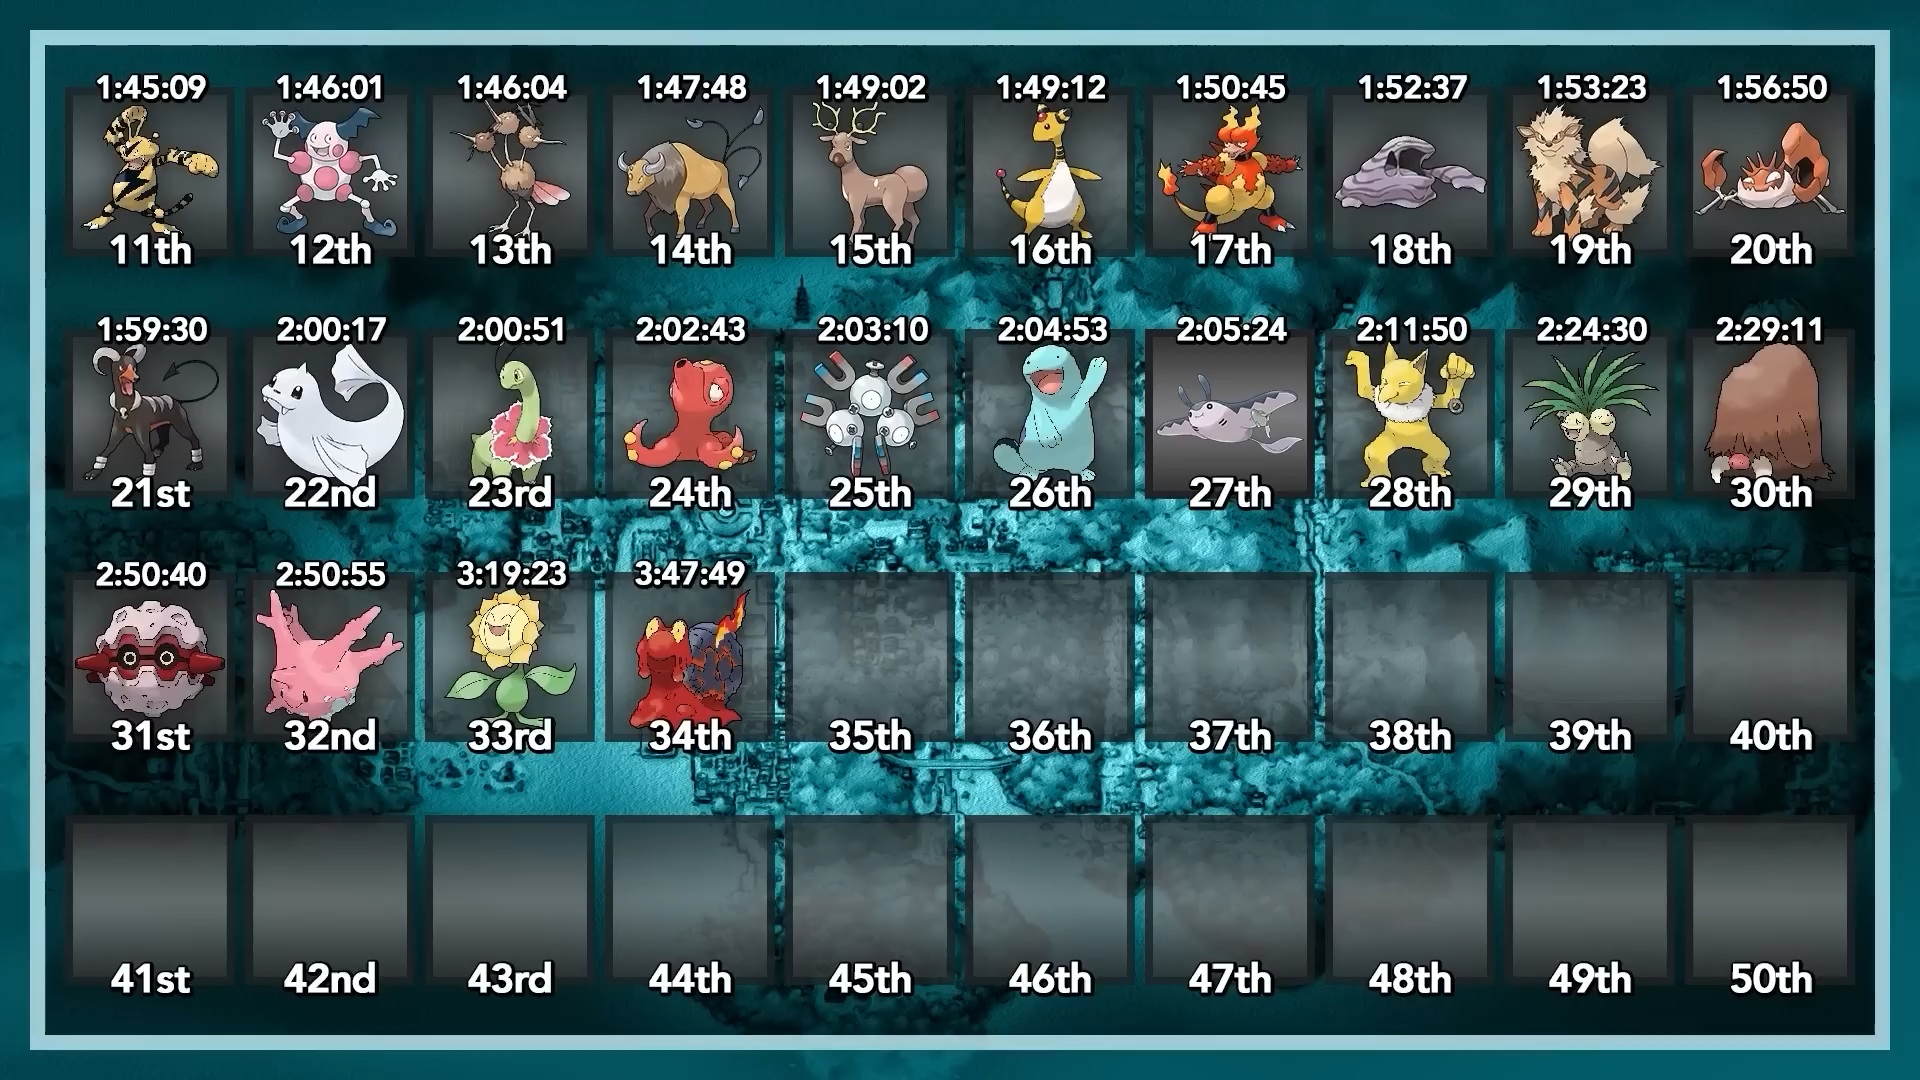 1:45:09 1:46:01 1:46:04 1:47:48 1:49:02 1:49:12 1:50:45 1:52:37 1:53:23 1:56:50
11th 12th 13th 14th 15th 16th 17th 18th 19th 20th
1:59:30 2:00:17 2:00:51 2:02:43 2:03:10 2:04:53 2:05:24 2:11:50 2:24:30 2:29:11
21st 22nd 23rd 24th 25th 26th 27th 28th 29th 30th
2:50:40 2:50:55 3:19:23 3:47:49
31st 32nd 33rd 34th 35th 36th 37th 38th 39th 40th
41st 42nd 43rd 44th 45th 46th 47th 48th 49th 50th